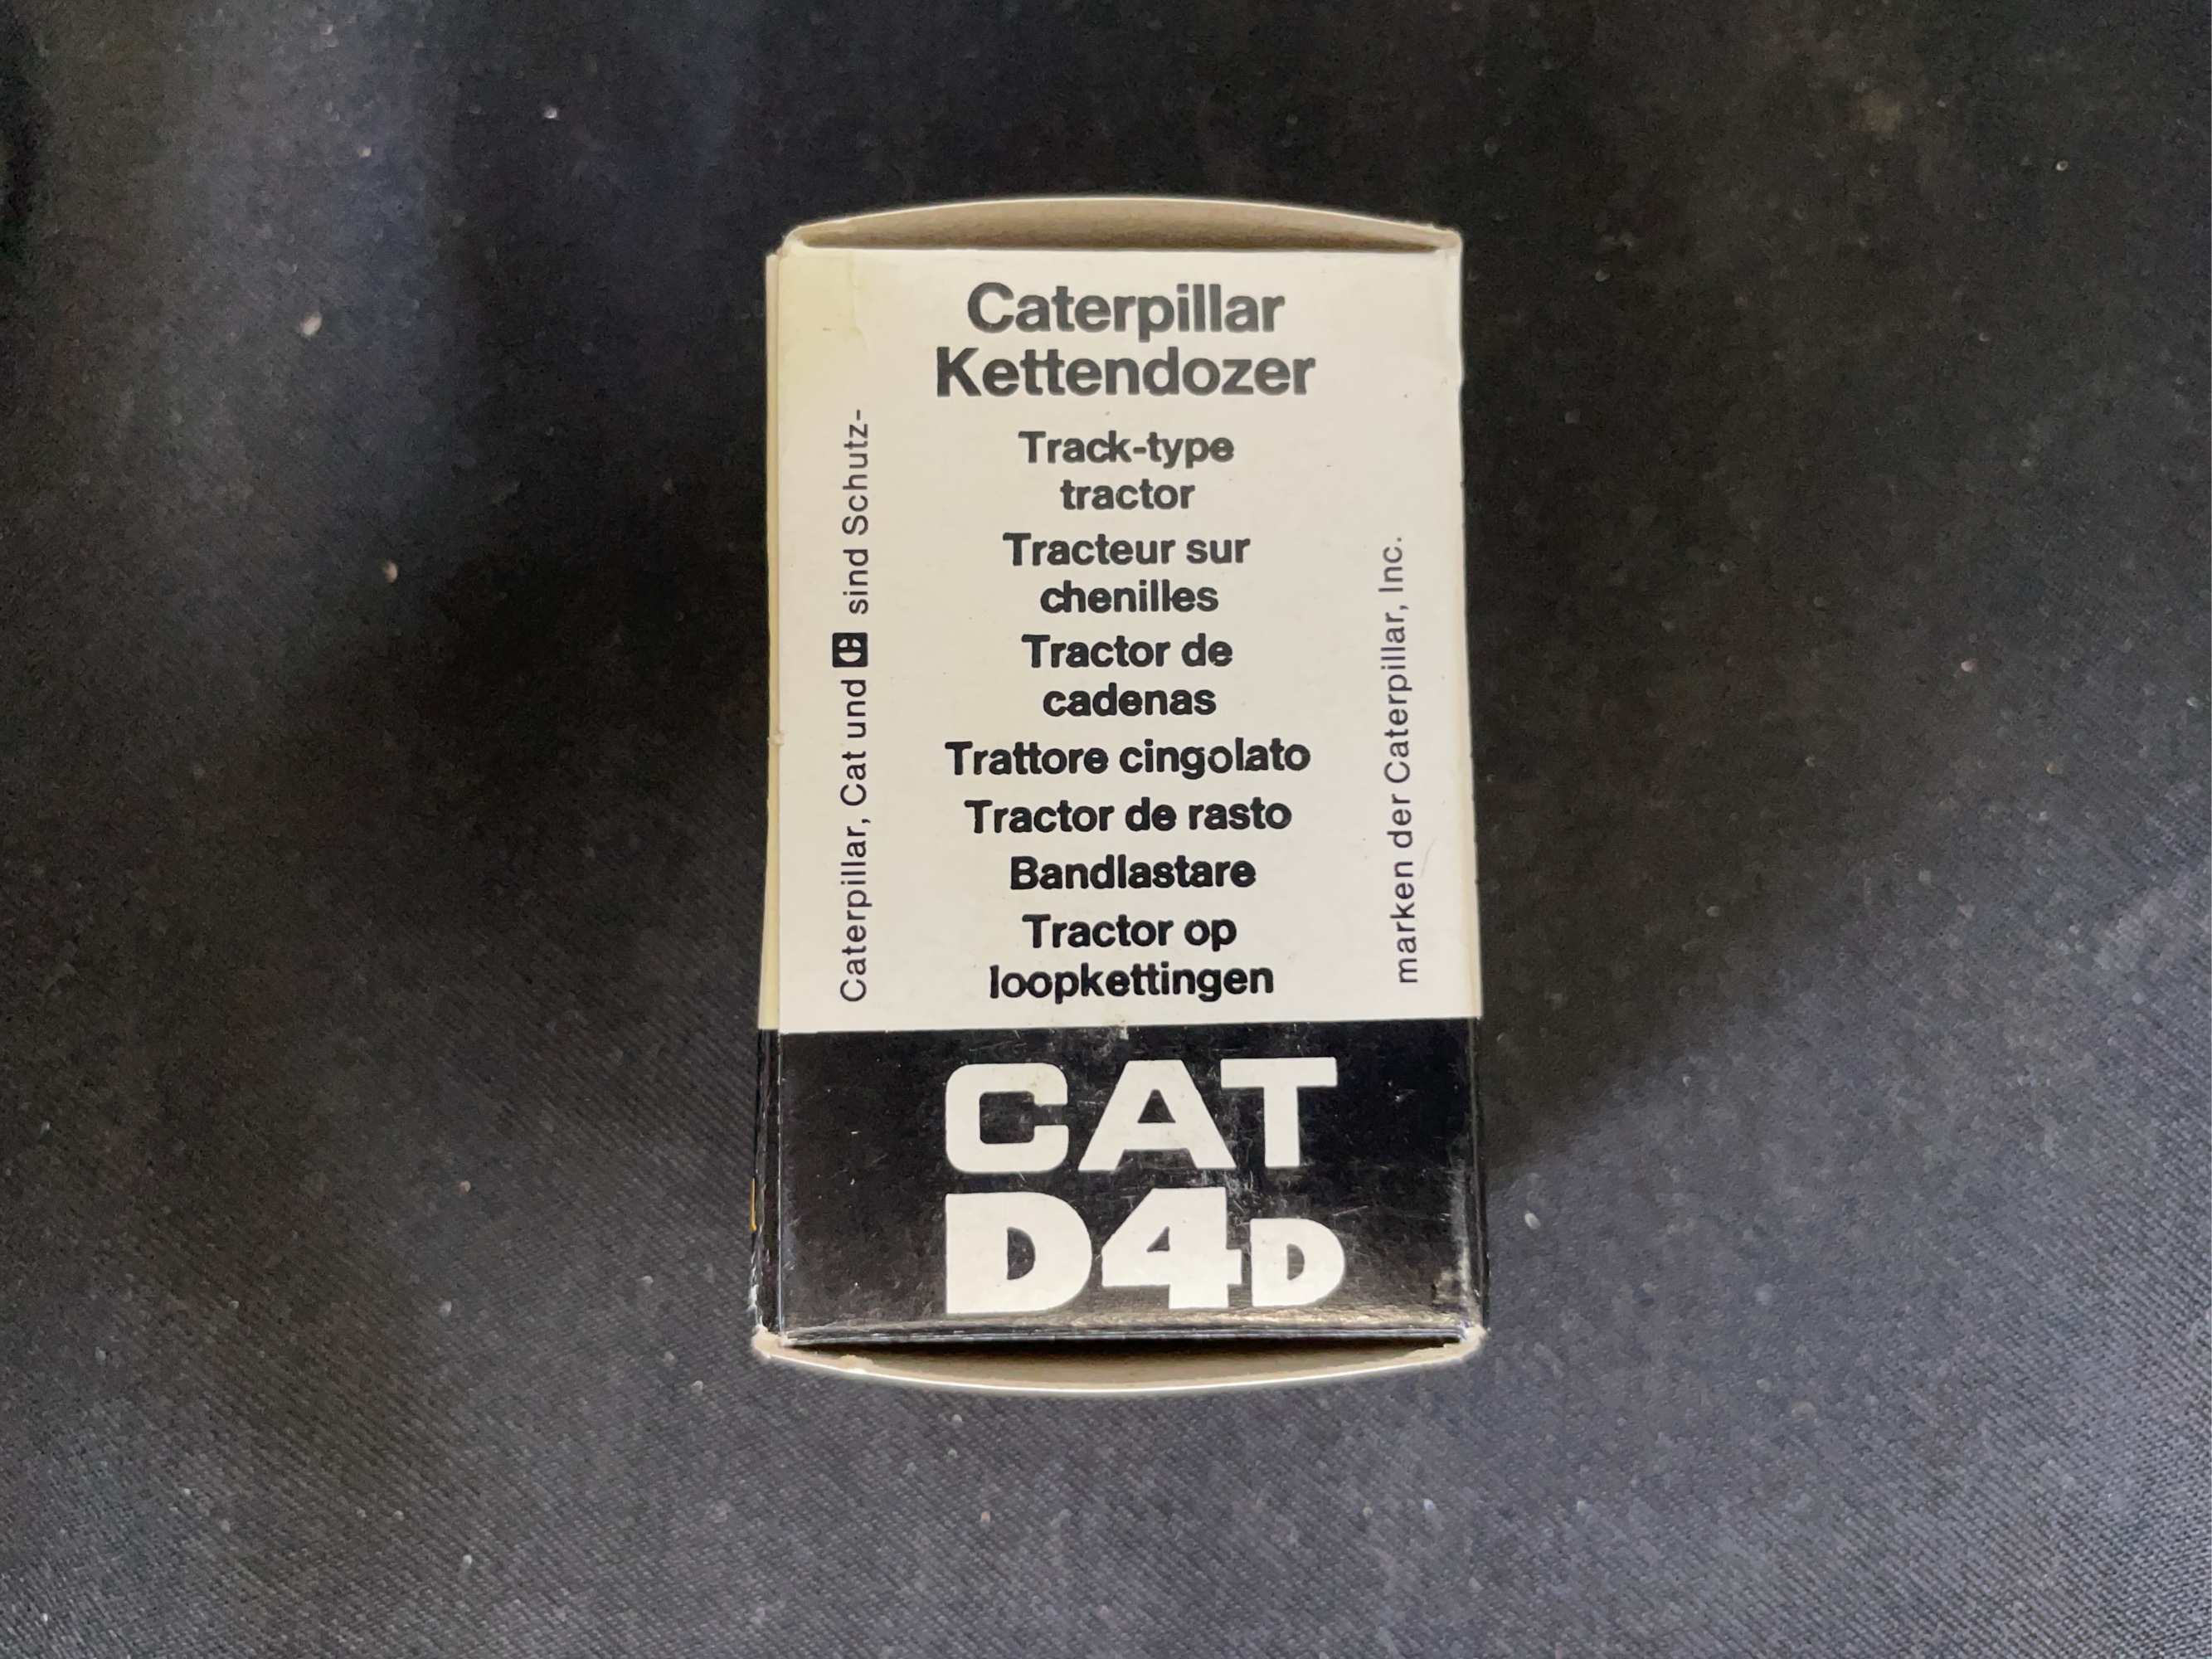 Caterpillar
Kettendozer
Track-type
tractor
Tracteur sur
chenilles
Tractor de
cadenas
Trattore cingolato
Tractor de rasto
Bandlastare
Tractor op
loopkettingen
Caterpillar, Cat und C sind Schutz-
marken der Caterpillar, Inc.
CAT
D4D